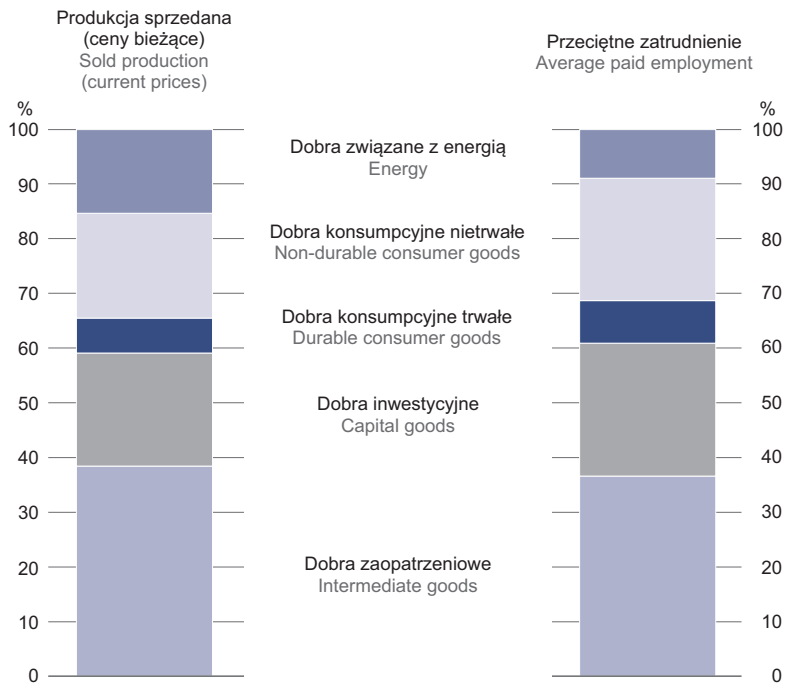 Produkcja sprzedana
(ceny bieżące)
Sold production
(current prices)
Przeciętne zatrudnienie
Average paid employment
%
100
90
80
70
60
50
40
30
20
10
0
Dobra związane z energią
Energy
Dobra konsumpcyjne nietrwałe
Non-durable consumer goods
Dobra konsumpcyjne trwałe
Durable consumer goods
Dobra inwestycyjne
Capital goods
Dobra zaopatrzeniowe
Intermediate goods
%
100
90
80
70
60
50
40
30
20
10
0